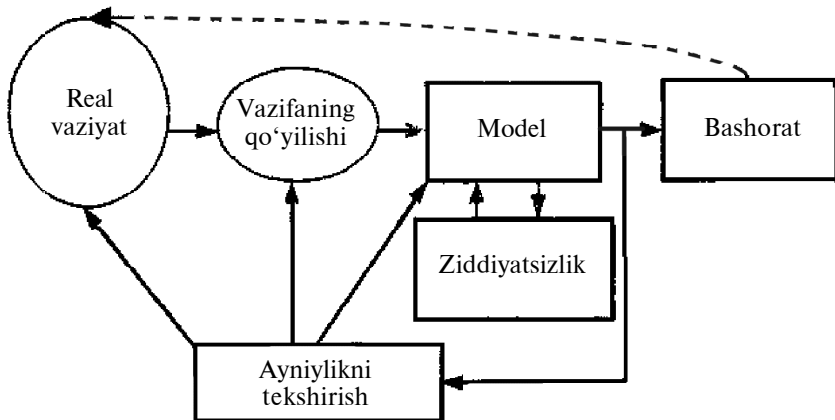 Real
vaziyat
Vazifaning
qo‘yilishi
Model
Bashorat
Ziddiyatsizlik
Ayniylikni
tekshirish